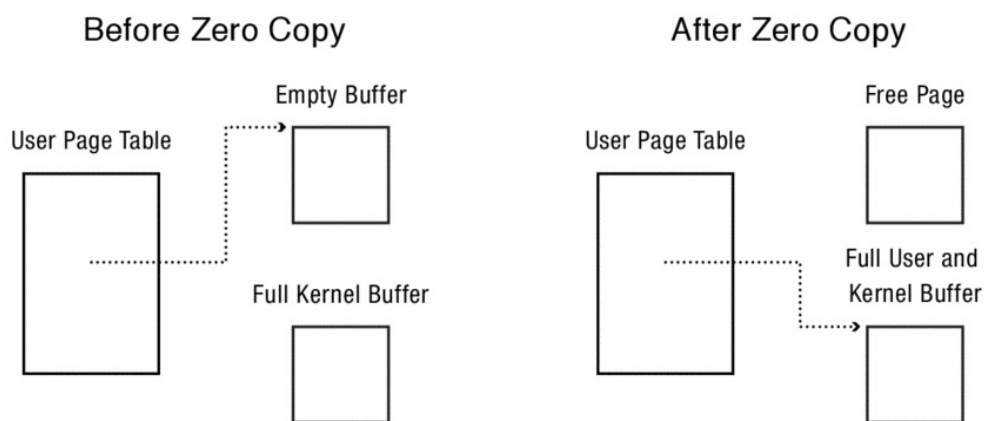 Before Zero Copy
Empty Buffer
User Page Table
Full Kernel Buffer
After Zero Copy
Free Page
User Page Table
Full User and
Kernel Buffer